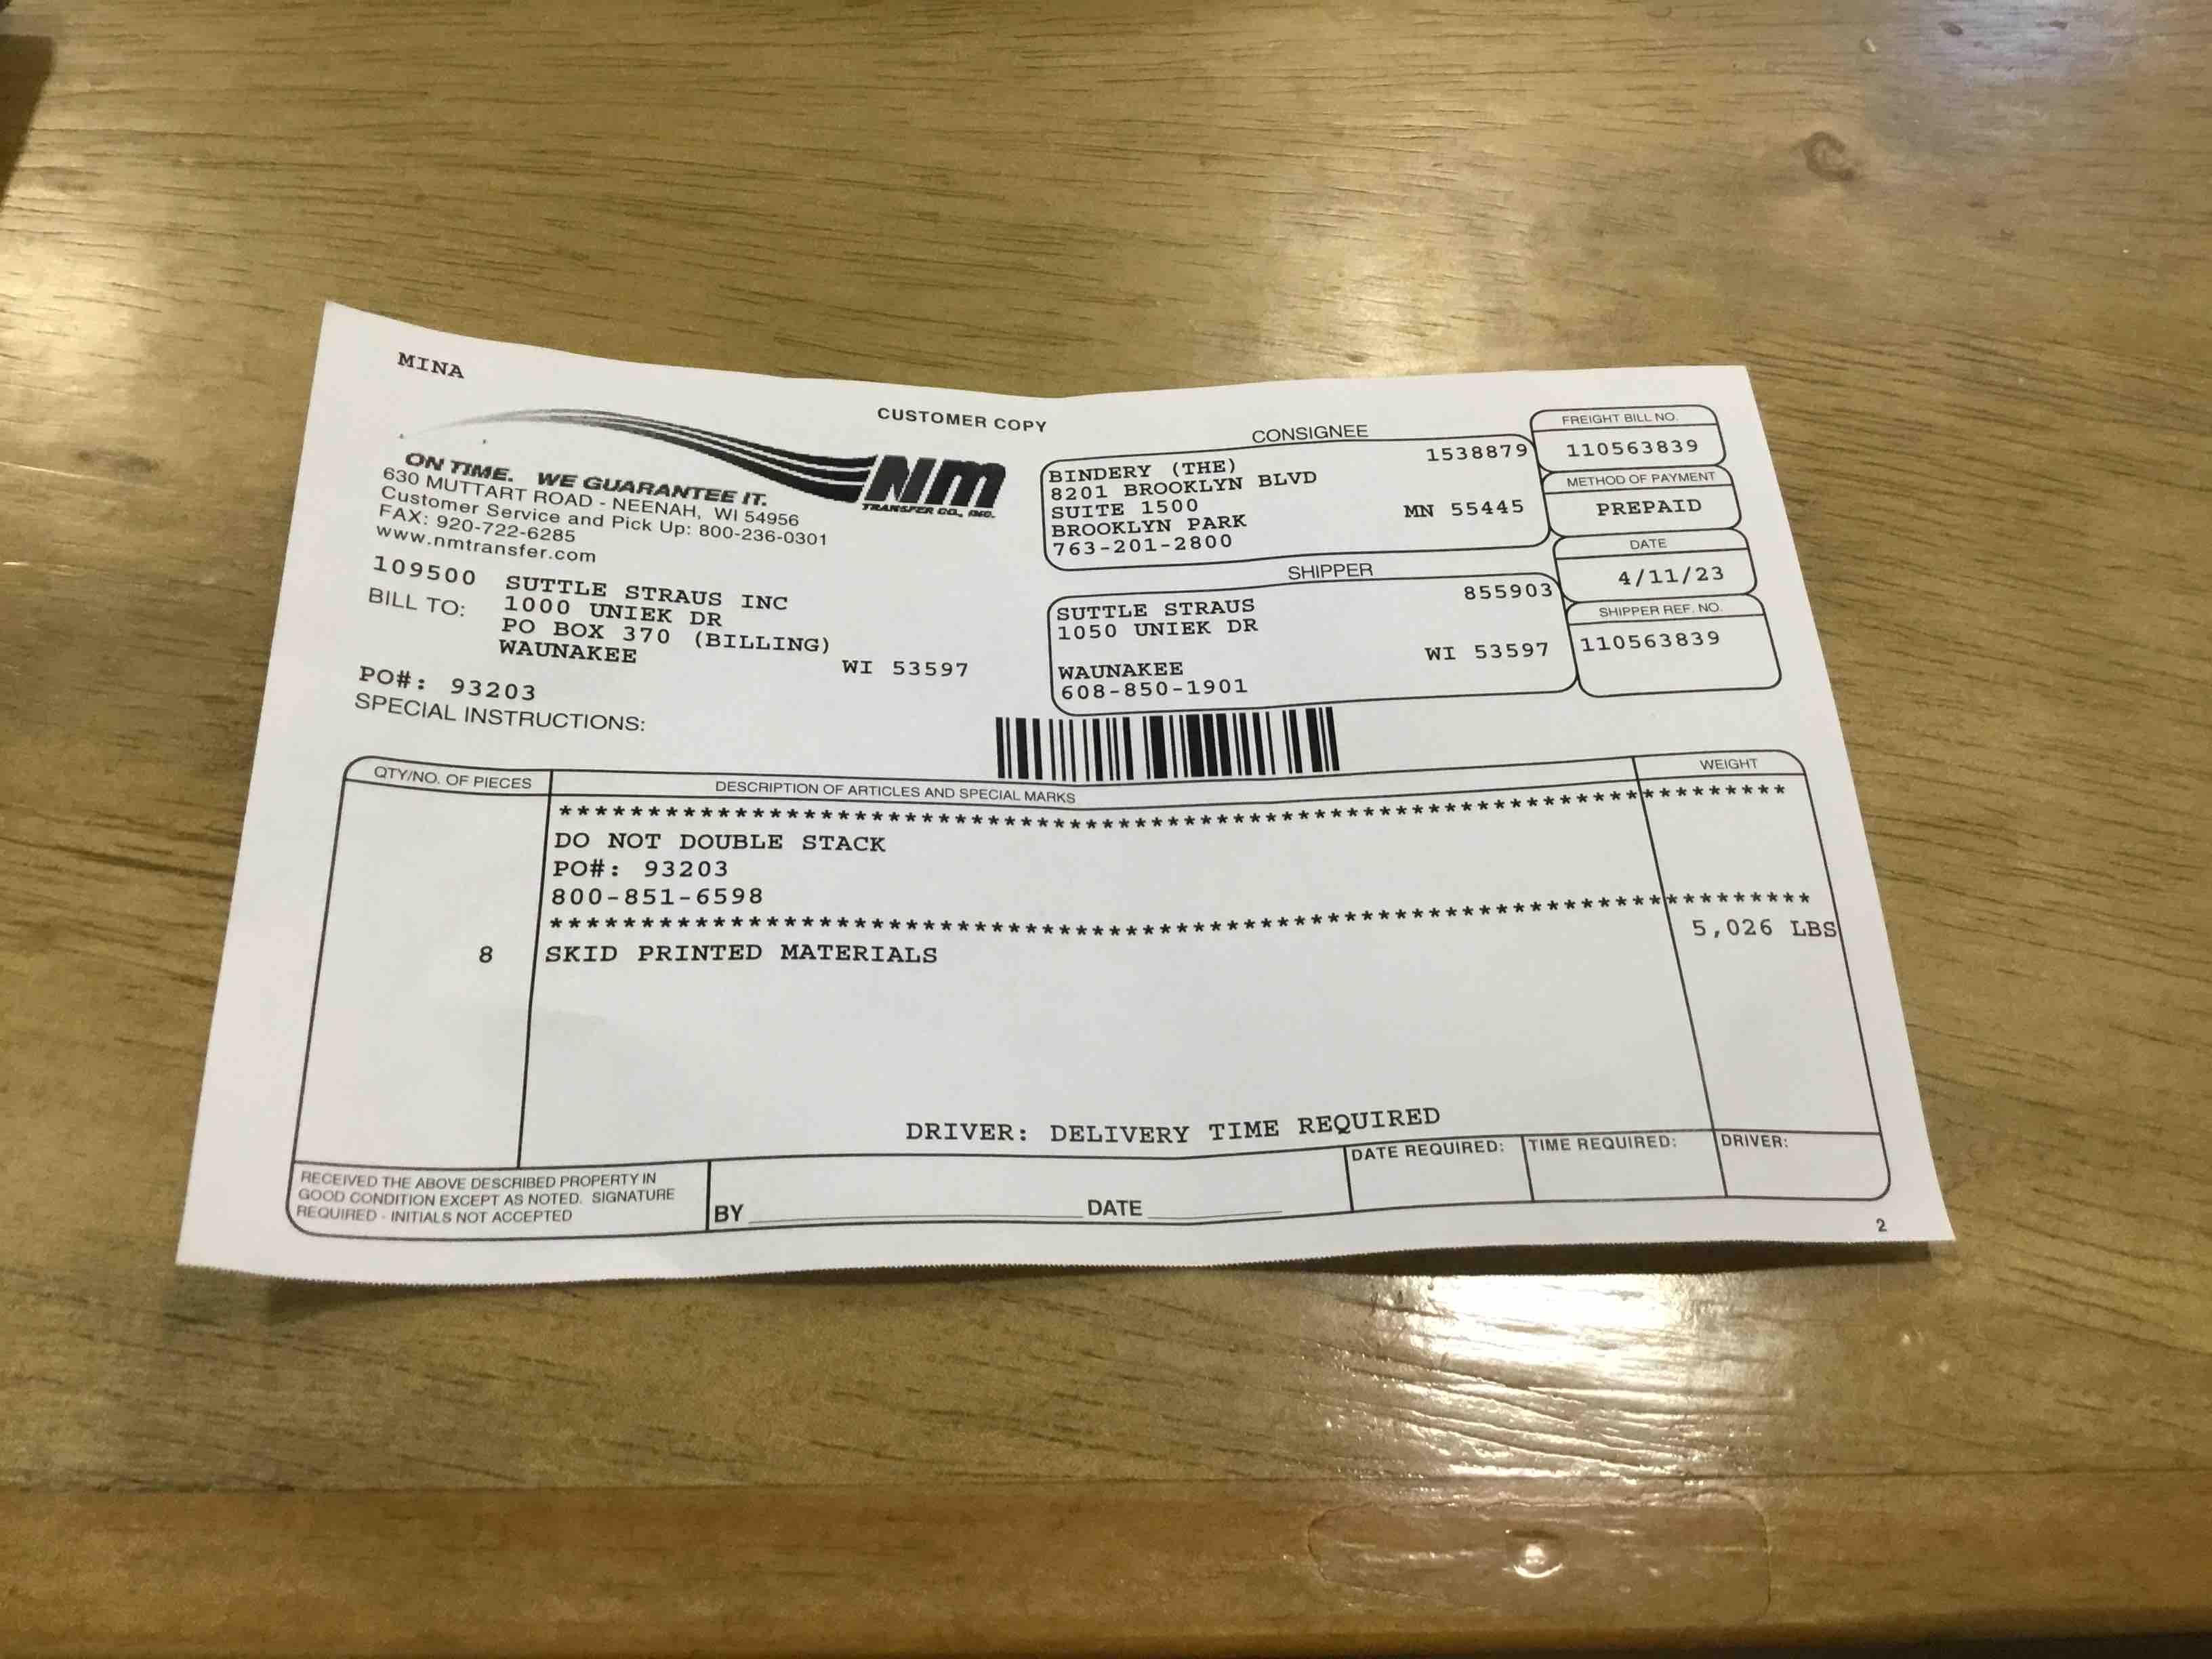 MINA
CUSTOMER COPY
NM
TRANSFER CO., INC.
ON TIME. WE GUARANTEE IT.
630 MUTTART ROAD - NEENAH, WI 54956
Customer Service and Pick Up: 800-236-0301
FAX: 920-722-6285
www.nmtransfer.com
109500 SUTTLE STRAUS INC
BILL TO: 1000 UNIEK DR
PO BOX 370 (BILLING)
WAUNAKEE WI 53597
PO#: 93203
SPECIAL INSTRUCTIONS:
CONSIGNEE
BINDERY (THE) 1538879
8201 BROOKLYN BLVD
SUITE 1500
BROOKLYN PARK MN 55445
763-201-2800
SHIPPER
SUTTLE STRAUS 855903
1050 UNIEK DR
WAUNAKEE WI 53597
608-850-1901
FREIGHT BILL NO.
110563839
METHOD OF PAYMENT
PREPAID
DATE
4/11/23
SHIPPER REF. NO.
110563839
QTY/NO. OF PIECES DESCRIPTION OF ARTICLES AND SPECIAL MARKS WEIGHT
*************************************************************************************
DO NOT DOUBLE STACK
PO#: 93203
800-851-6598
*************************************************************************************
8 SKID PRINTED MATERIALS 5,026 LBS
DRIVER: DELIVERY TIME REQUIRED
RECEIVED THE ABOVE DESCRIBED PROPERTY IN
GOOD CONDITION EXCEPT AS NOTED. SIGNATURE
REQUIRED - INITIALS NOT ACCEPTED
BY DATE
DATE REQUIRED: TIME REQUIRED: DRIVER:
2